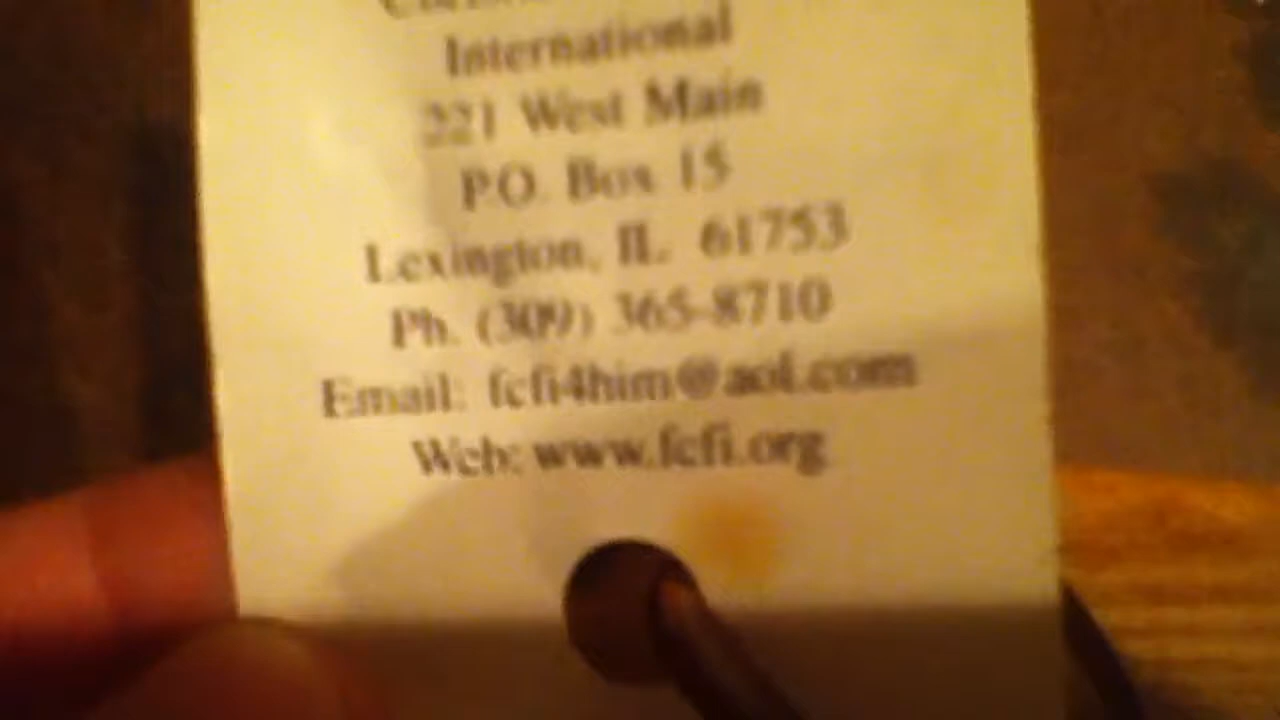 International
221 West Main
P.O. Box 15
Lexington, IL 61753
Ph. (309) 365-8710
Email: fcfi4him@aol.com
Web: www.fcfi.org